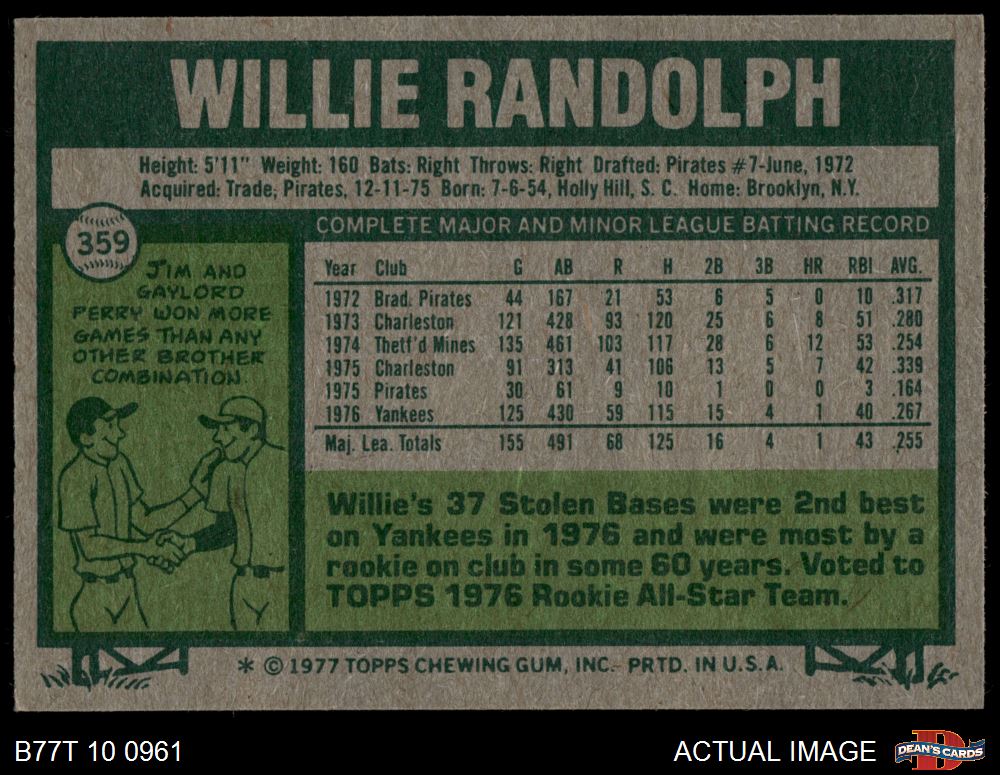 WILLIE RANDOLPH
Height: 5'11" Weight: 160 Bats: Right Throws: Right Drafted: Pirates #7-June, 1972
Acquired: Trade, Pirates, 12-11-75 Born: 7-6-54, Holly Hill, S. C. Home: Brooklyn, N.Y.
359
JIM AND
GAYLORD
PERRY WON MORE
GAMES THAN ANY
OTHER BROTHER
COMBINATION.
COMPLETE MAJOR AND MINOR LEAGUE BATTING RECORD
Year Club G AB R H 2B 3B HR RBI AVG.
1972 Brad. Pirates 44 167 21 53 6 5 0 10 .317
1973 Charleston 121 428 93 120 25 6 8 51 .280
1974 Thetf'd Mines 135 461 103 117 28 6 12 53 .254
1975 Charleston 91 313 41 106 13 5 7 42 .339
1975 Pirates 30 61 9 10 1 0 0 3 .164
1976 Yankees 125 430 59 115 15 4 1 40 .267
Maj. Lea. Totals 155 491 68 125 16 4 1 43 .255
Willie's 37 Stolen Bases were 2nd best
on Yankees in 1976 and were most by a
rookie on club in some 60 years. Voted to
TOPPS 1976 Rookie All-Star Team.
* © 1977 TOPPS CHEWING GUM, INC. PRTD. IN U.S.A.
B77T 10 0961
ACTUAL IMAGE
D
DEAN'S CARDS